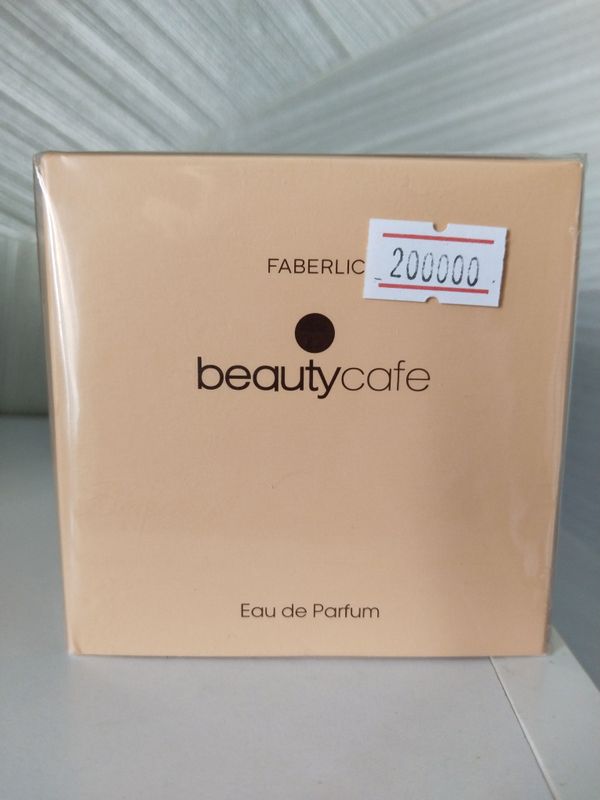 FABERLIC
200000
beautycafe
Eau de Parfum